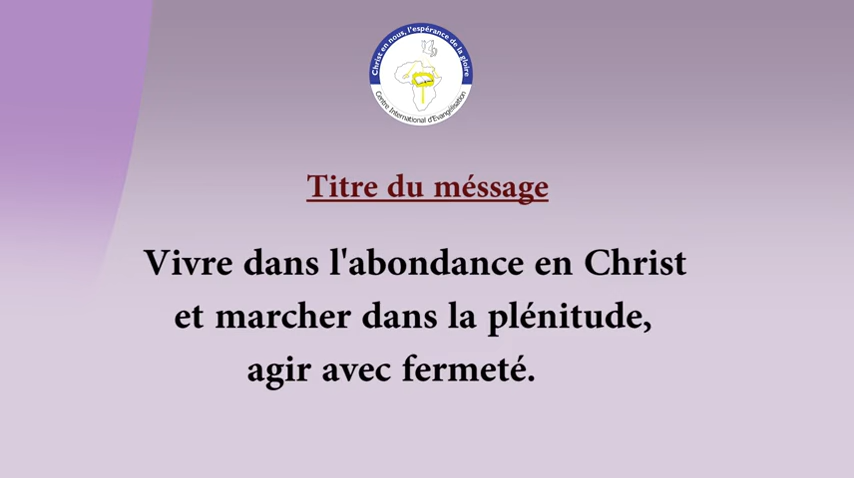 Christ en nous, l'espérance de la gloire
Centre International d'Evangélisation
Titre du méssage
Vivre dans l'abondance en Christ
et marcher dans la plénitude,
agir avec fermeté.